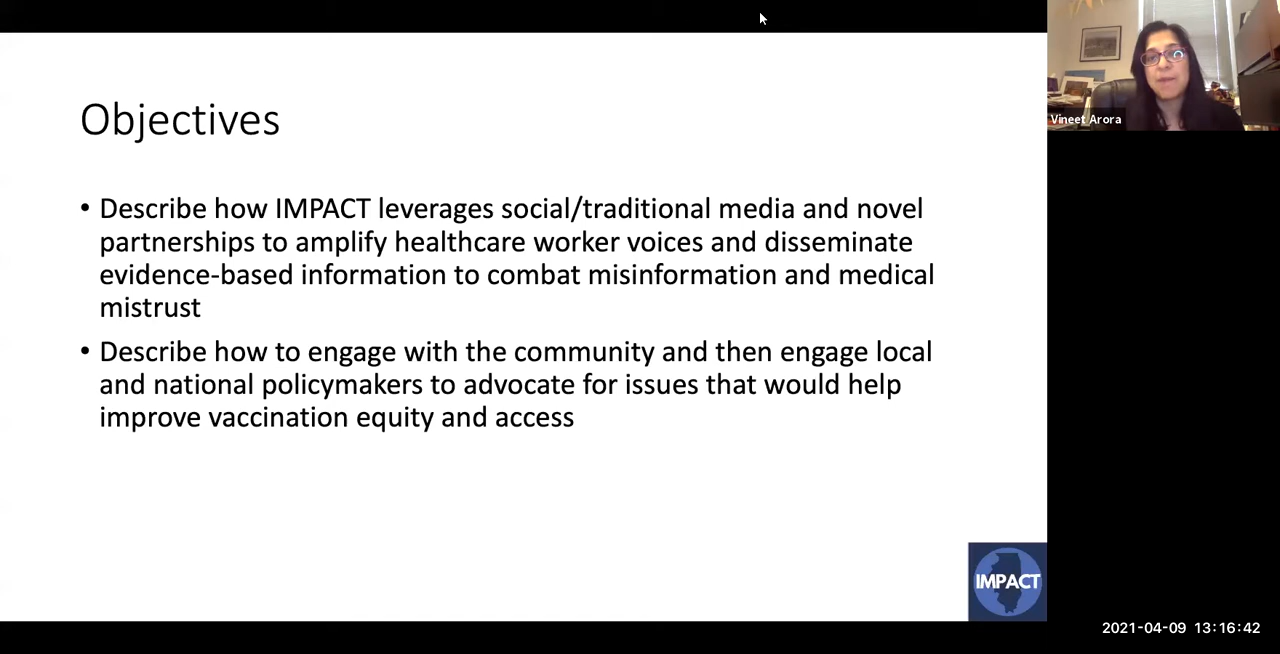 Objectives
• Describe how IMPACT leverages social/traditional media and novel
partnerships to amplify healthcare worker voices and disseminate
evidence-based information to combat misinformation and medical
mistrust
• Describe how to engage with the community and then engage local
and national policymakers to advocate for issues that would help
improve vaccination equity and access
Vineet Arora
IMPACT
2021-04-09 13:16:42